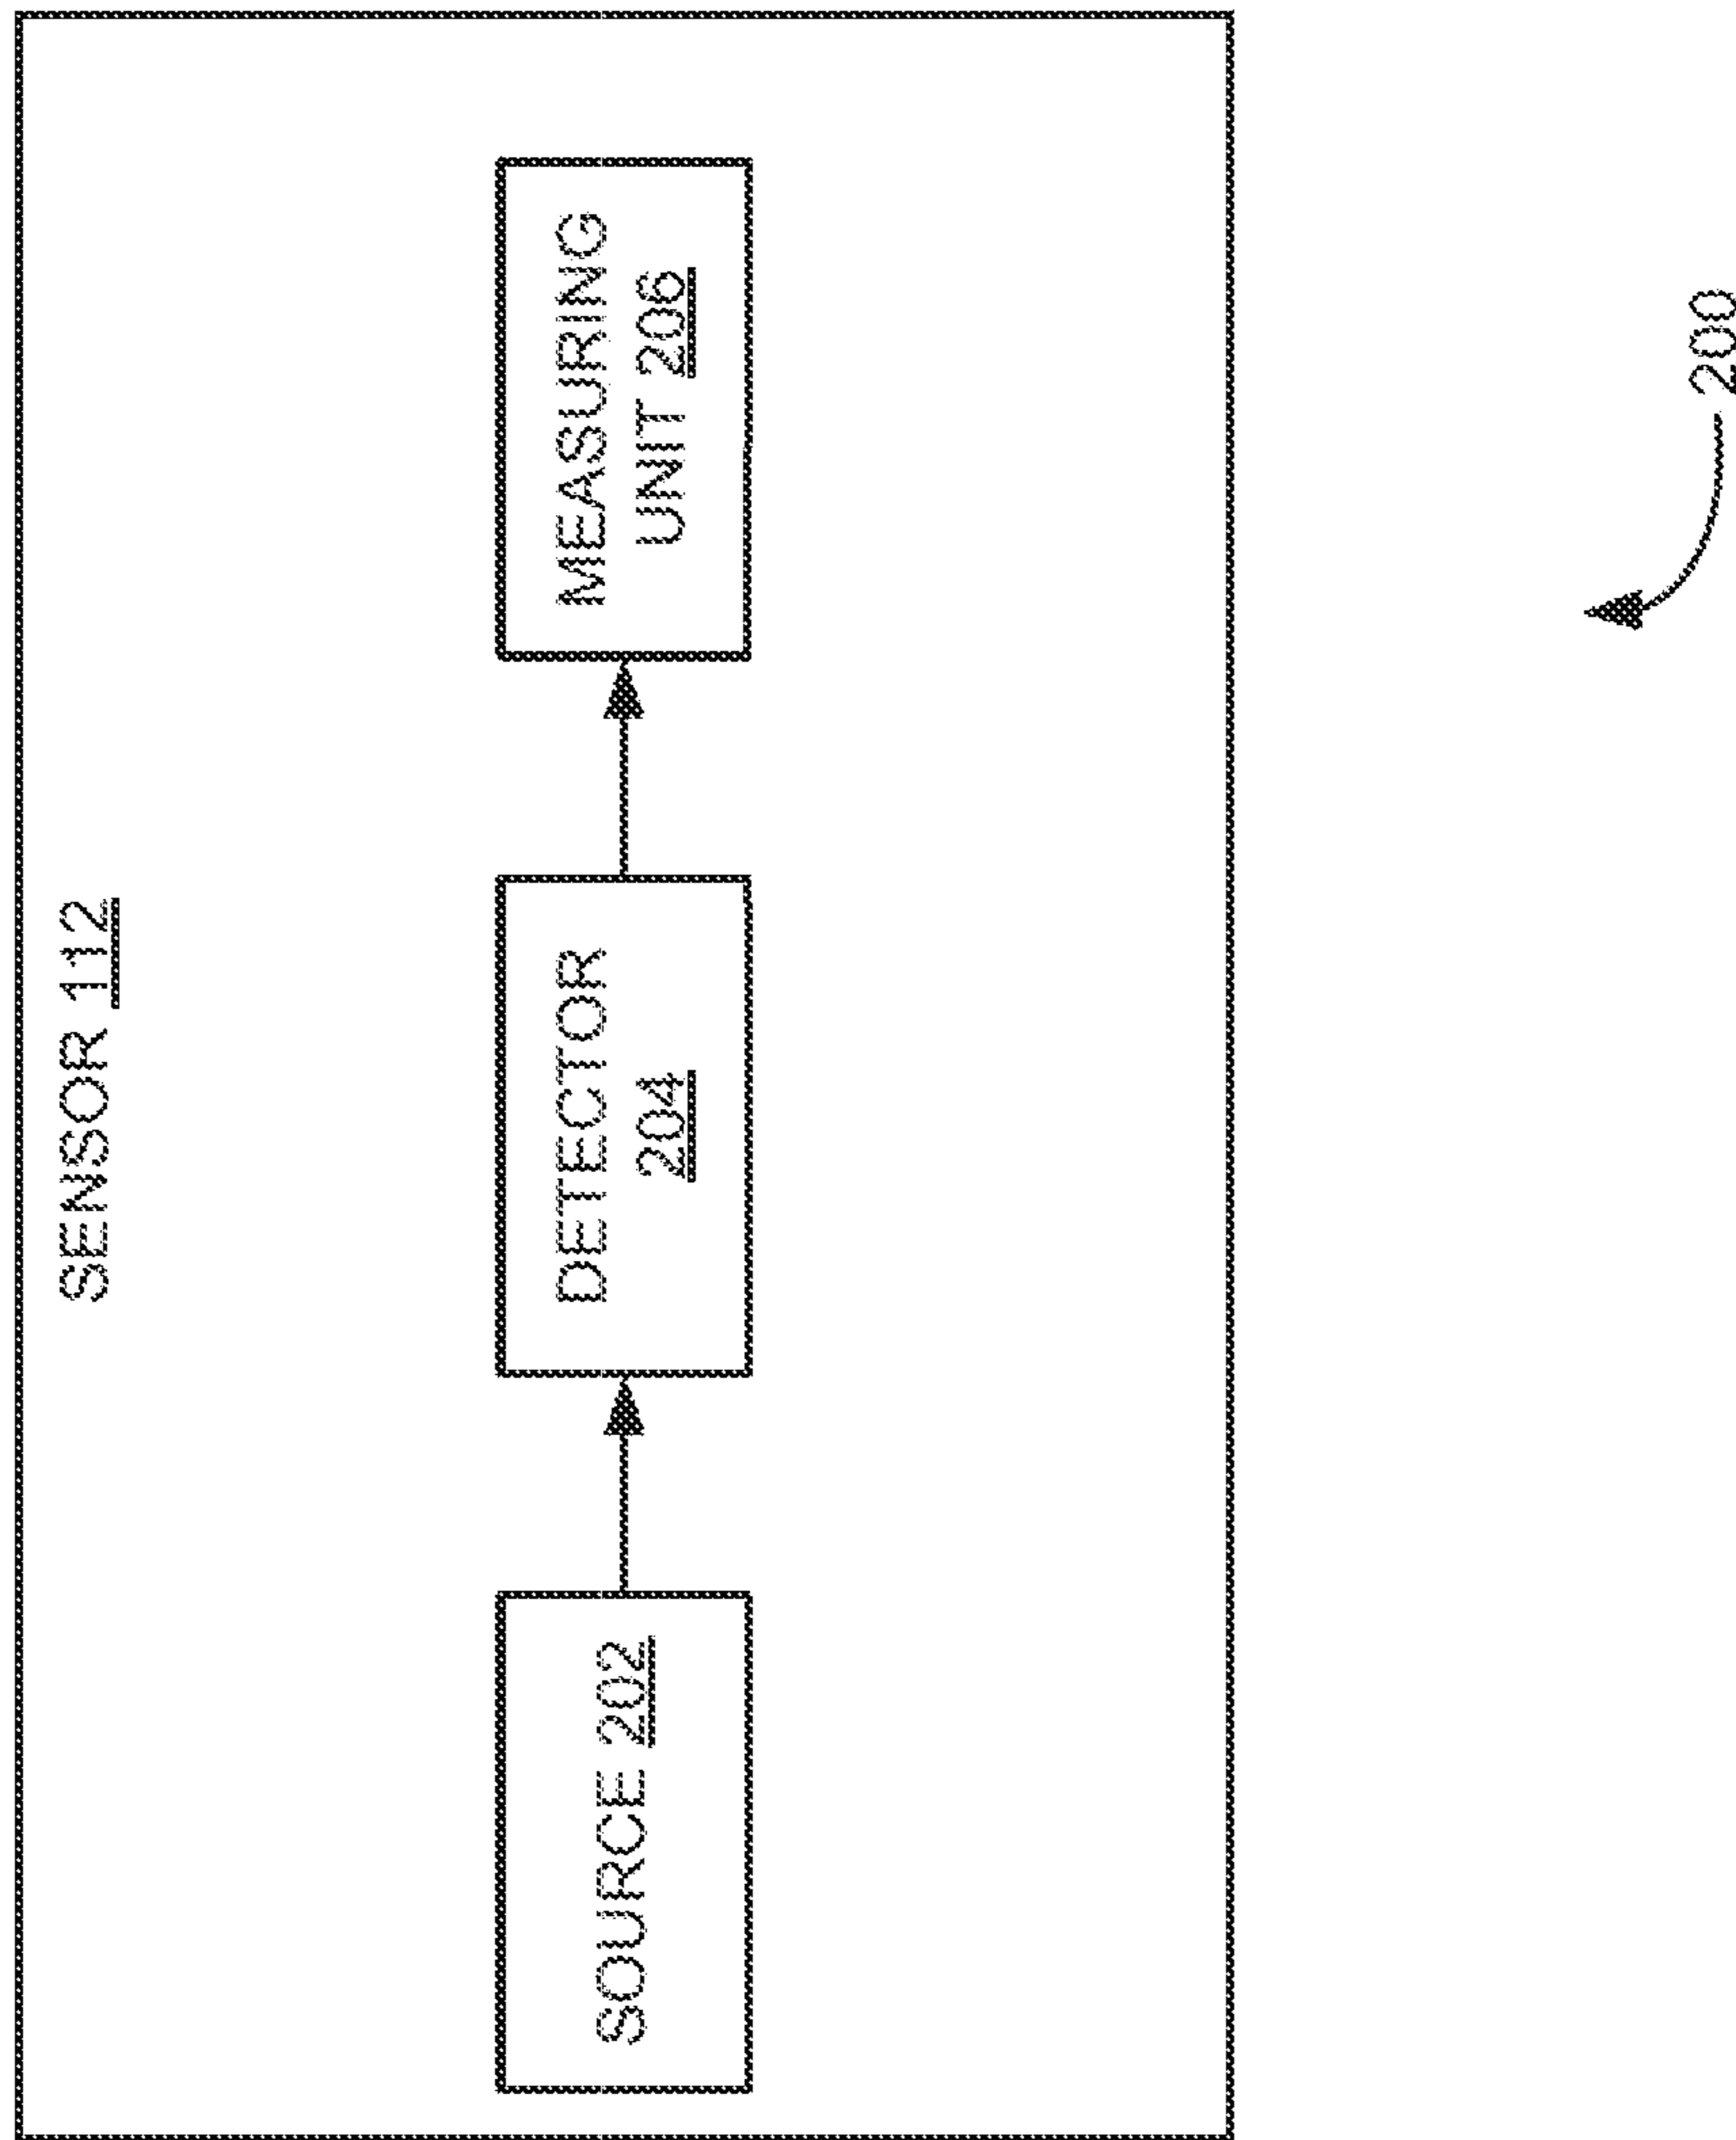 SENSOR 112
SOURCE 202
DETECTOR
204
MEASURING
UNIT 206
200